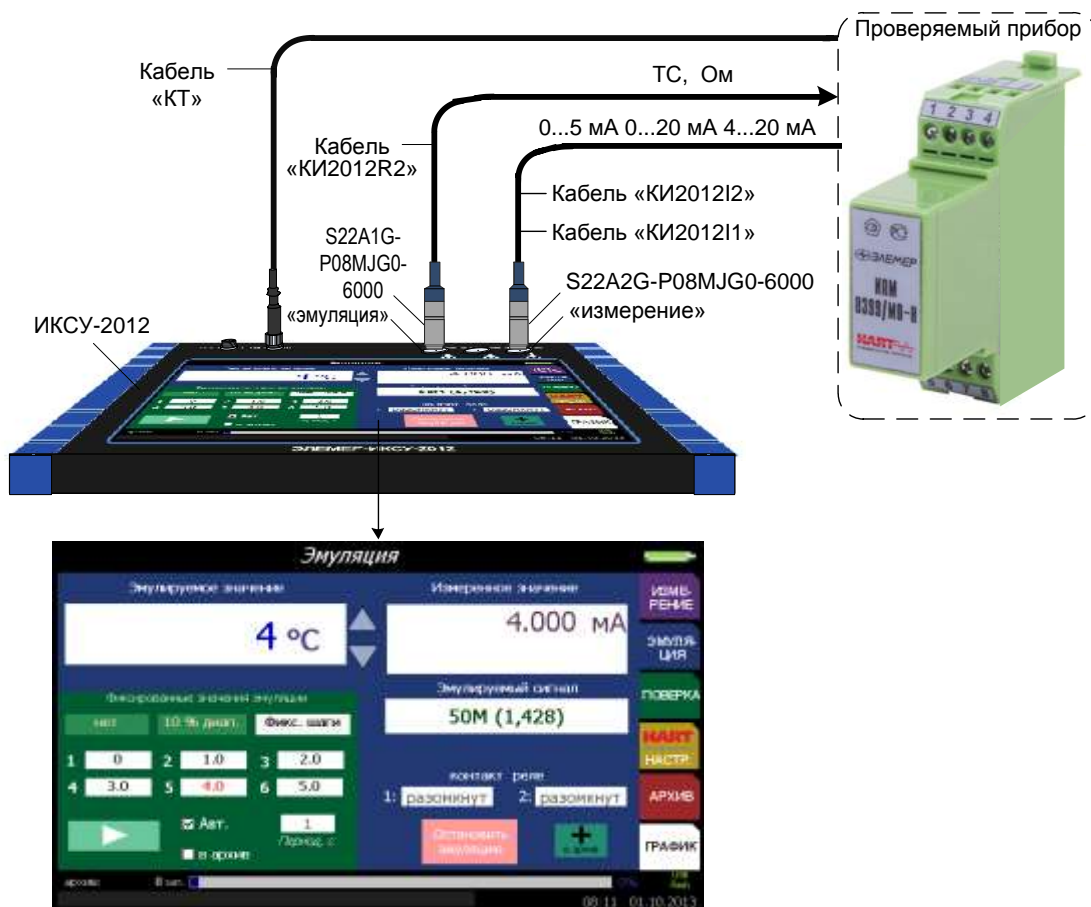 Проверяемый прибор
Кабель
«КТ»
ТС, Ом
0...5 мА 0...20 мА 4...20 мА
Кабель
«КИ2012R2»
Кабель «КИ2012I2»
Кабель «КИ2012I1»
S22A1G-
P08MJG0-
6000
«эмуляция»
S22A2G-P08MJG0-6000
«измерение»
ИКСУ-2012
1 2 3 4
ЭЛЕМЕР
HART
ЭЛЕМЕР-ИКСУ-2012
Эмуляция
Эмулируемое значение
4 °C
Измеренное значение
4.000 мА
Эмулируемый сигнал
50М (1,428)
Фиксированные значения эмуляции
нет
10 % диап.
Фикс. шаги
1 0 2 1.0 3 2.0
4 3.0 5 4.0 6 5.0
Авт.
1
Период, с
в архив
контакт реле
1: разомкнут 2: разомкнут
Остановить
эмуляцию
ИЗМЕ-
РЕНИЕ
ЭМУЛЯ-
ЦИЯ
ПОВЕРКА
HART
НАСТР.
АРХИВ
ГРАФИК
08:11 01.10.2013